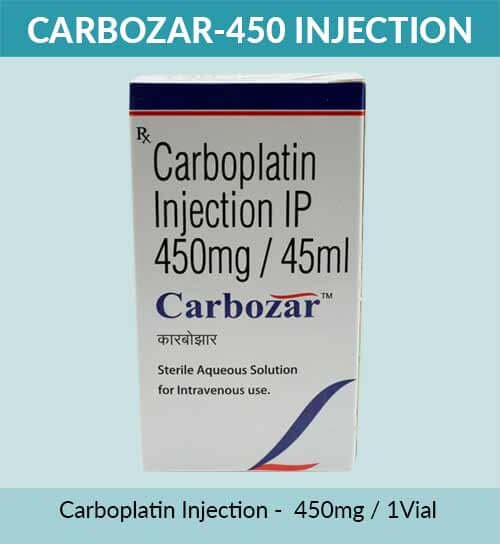 CARBOZAR-450 INJECTION
Rx
Carboplatin
Injection IP
450mg / 45ml
Carbozar™
कारबोझार
Sterile Aqueous Solution
for Intravenous use.
Carboplatin Injection - 450mg / 1Vial